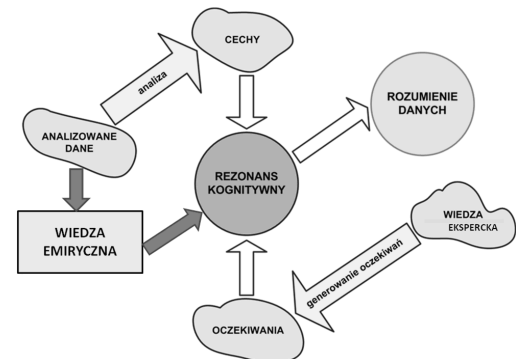 CECHY
analiza
ANALIZOWANE
DANE
ROZUMIENIE
DANYCH
REZONANS
KOGNITYWNY
WIEDZA
EMIRYCZNA
WIEDZA
EKSPERCKA
generowanie oczekiwań
OCZEKIWANIA